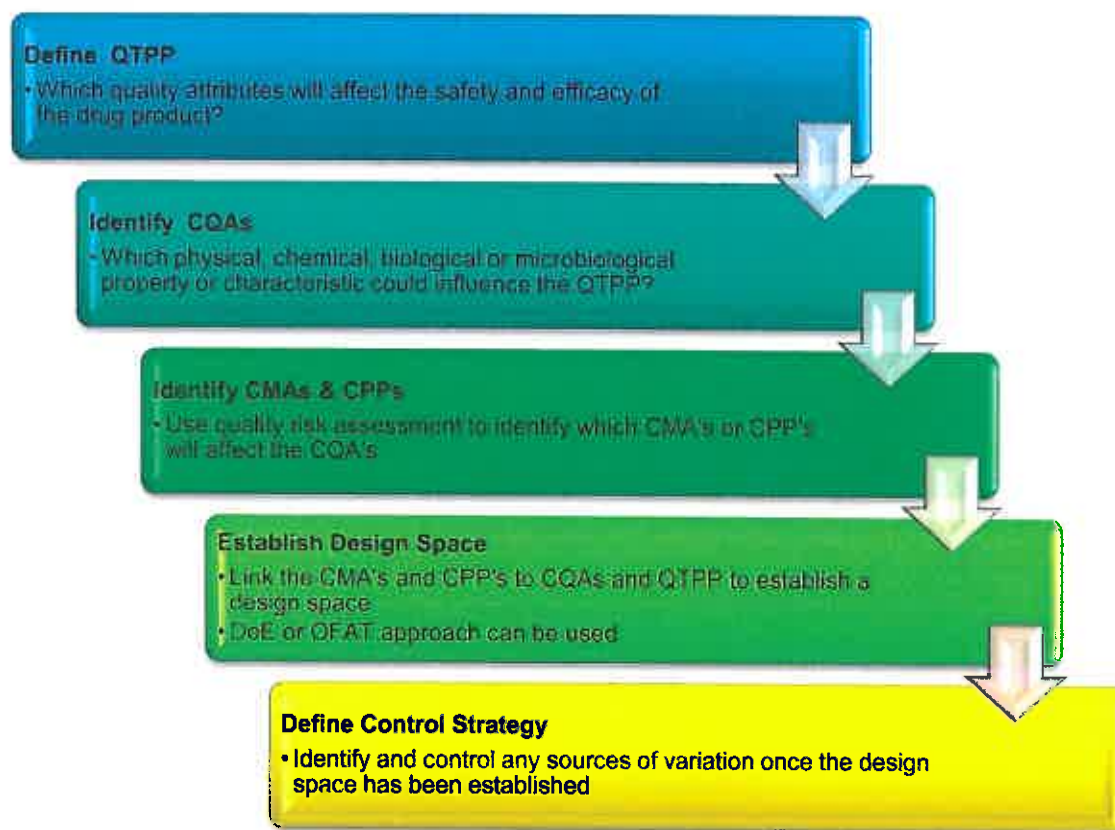 Define QTPP
• Which quality attributes will affect the safety and efficacy of
the drug product?
Identify CQAs
• Which physical, chemical, biological or microbiological
property or characteristic could influence the QTPP?
Identify CMAs & CPPs
• Use quality risk assessment to identify which CMA's or CPP's
will affect the CQA's
Establish Design Space
• Link the CMA's and CPP's to CQAs and QTPP to establish a
design space
• DoE or OFAT approach can be used
Define Control Strategy
• Identify and control any sources of variation once the design
space has been established